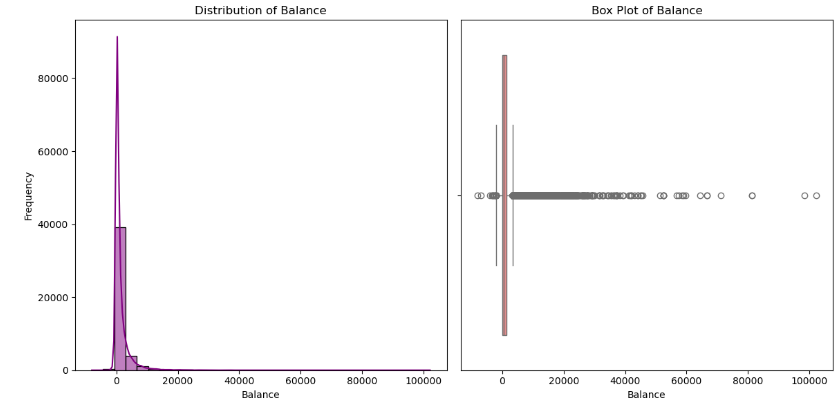 Distribution of Balance
Frequency
80000
60000
40000
20000
0
0 20000 40000 60000 80000 100000
Balance
Box Plot of Balance
0 20000 40000 60000 80000 100000
Balance